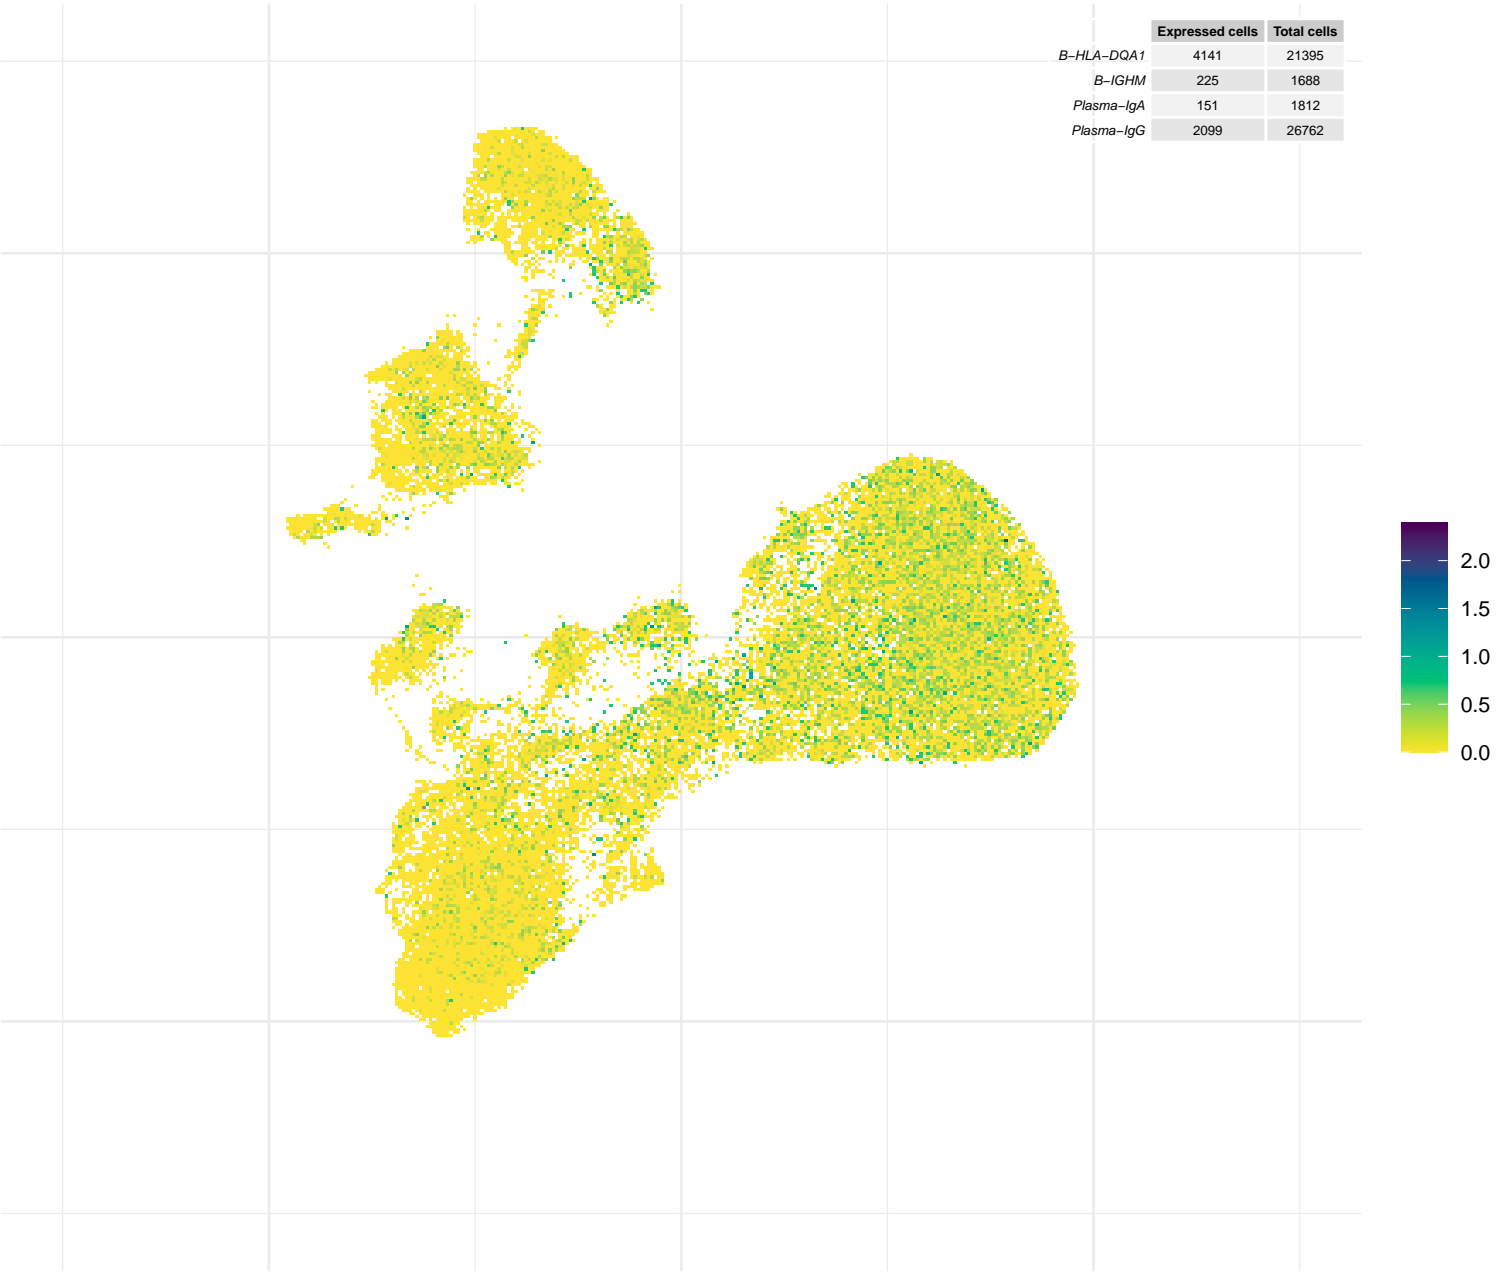 Expressed cells Total cells
B−HLA−DQA1 4141 21395
B−IGHM 225 1688
Plasma−IgA 151 1812
Plasma−IgG 2099 26762
2.0
1.5
1.0
0.5
0.0